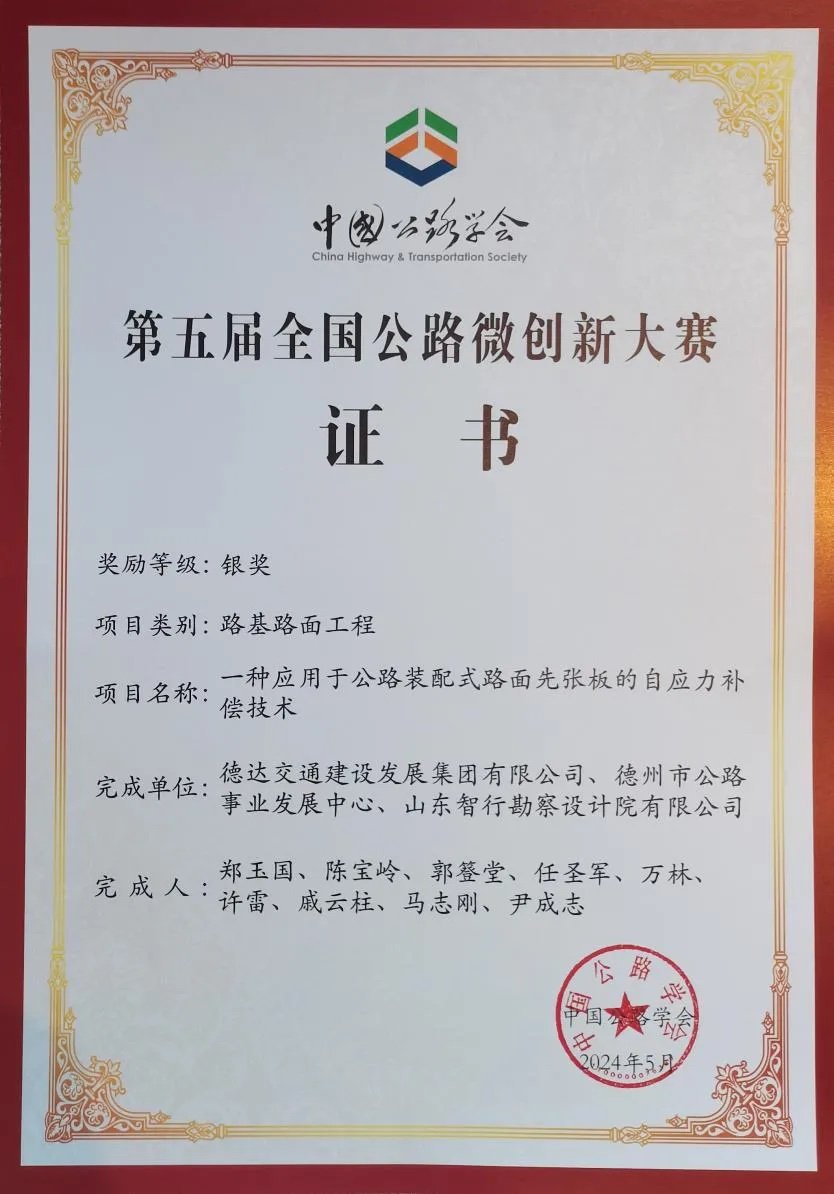 中國公路学会
China Highway & Transportation Society
第五届全国公路微创新大赛
证 书
奖励等级：银奖
项目类别：路基路面工程
项目名称：一种应用于公路装配式路面先张板的自应力补
偿技术
完成单位：德达交通建设发展集团有限公司、德州市公路
事业发展中心、山东智行勘察设计院有限公司
完 成 人：郑玉国、陈宝岭、郭簦堂、任圣军、万林、
许雷、戚云柱、马志刚、尹成志
中国公路学会
中国公路学会
2024年5月